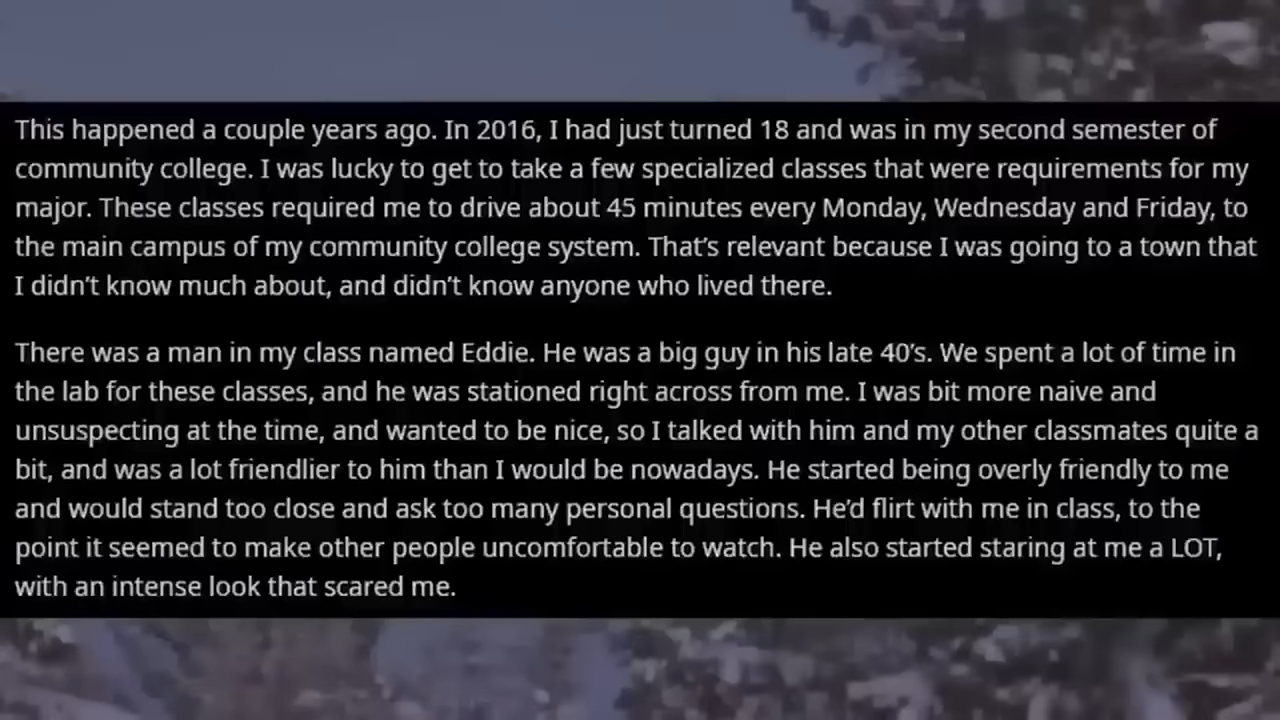 This happened a couple years ago. In 2016, I had just turned 18 and was in my second semester of
community college. I was lucky to get to take a few specialized classes that were requirements for my
major. These classes required me to drive about 45 minutes every Monday, Wednesday and Friday, to
the main campus of my community college system. That’s relevant because I was going to a town that
I didn’t know much about, and didn’t know anyone who lived there.
There was a man in my class named Eddie. He was a big guy in his late 40’s. We spent a lot of time in
the lab for these classes, and he was stationed right across from me. I was bit more naive and
unsuspecting at the time, and wanted to be nice, so I talked with him and my other classmates quite a
bit, and was a lot friendlier to him than I would be nowadays. He started being overly friendly to me
and would stand too close and ask too many personal questions. He’d flirt with me in class, to the
point it seemed to make other people uncomfortable to watch. He also started staring at me a LOT,
with an intense look that scared me.